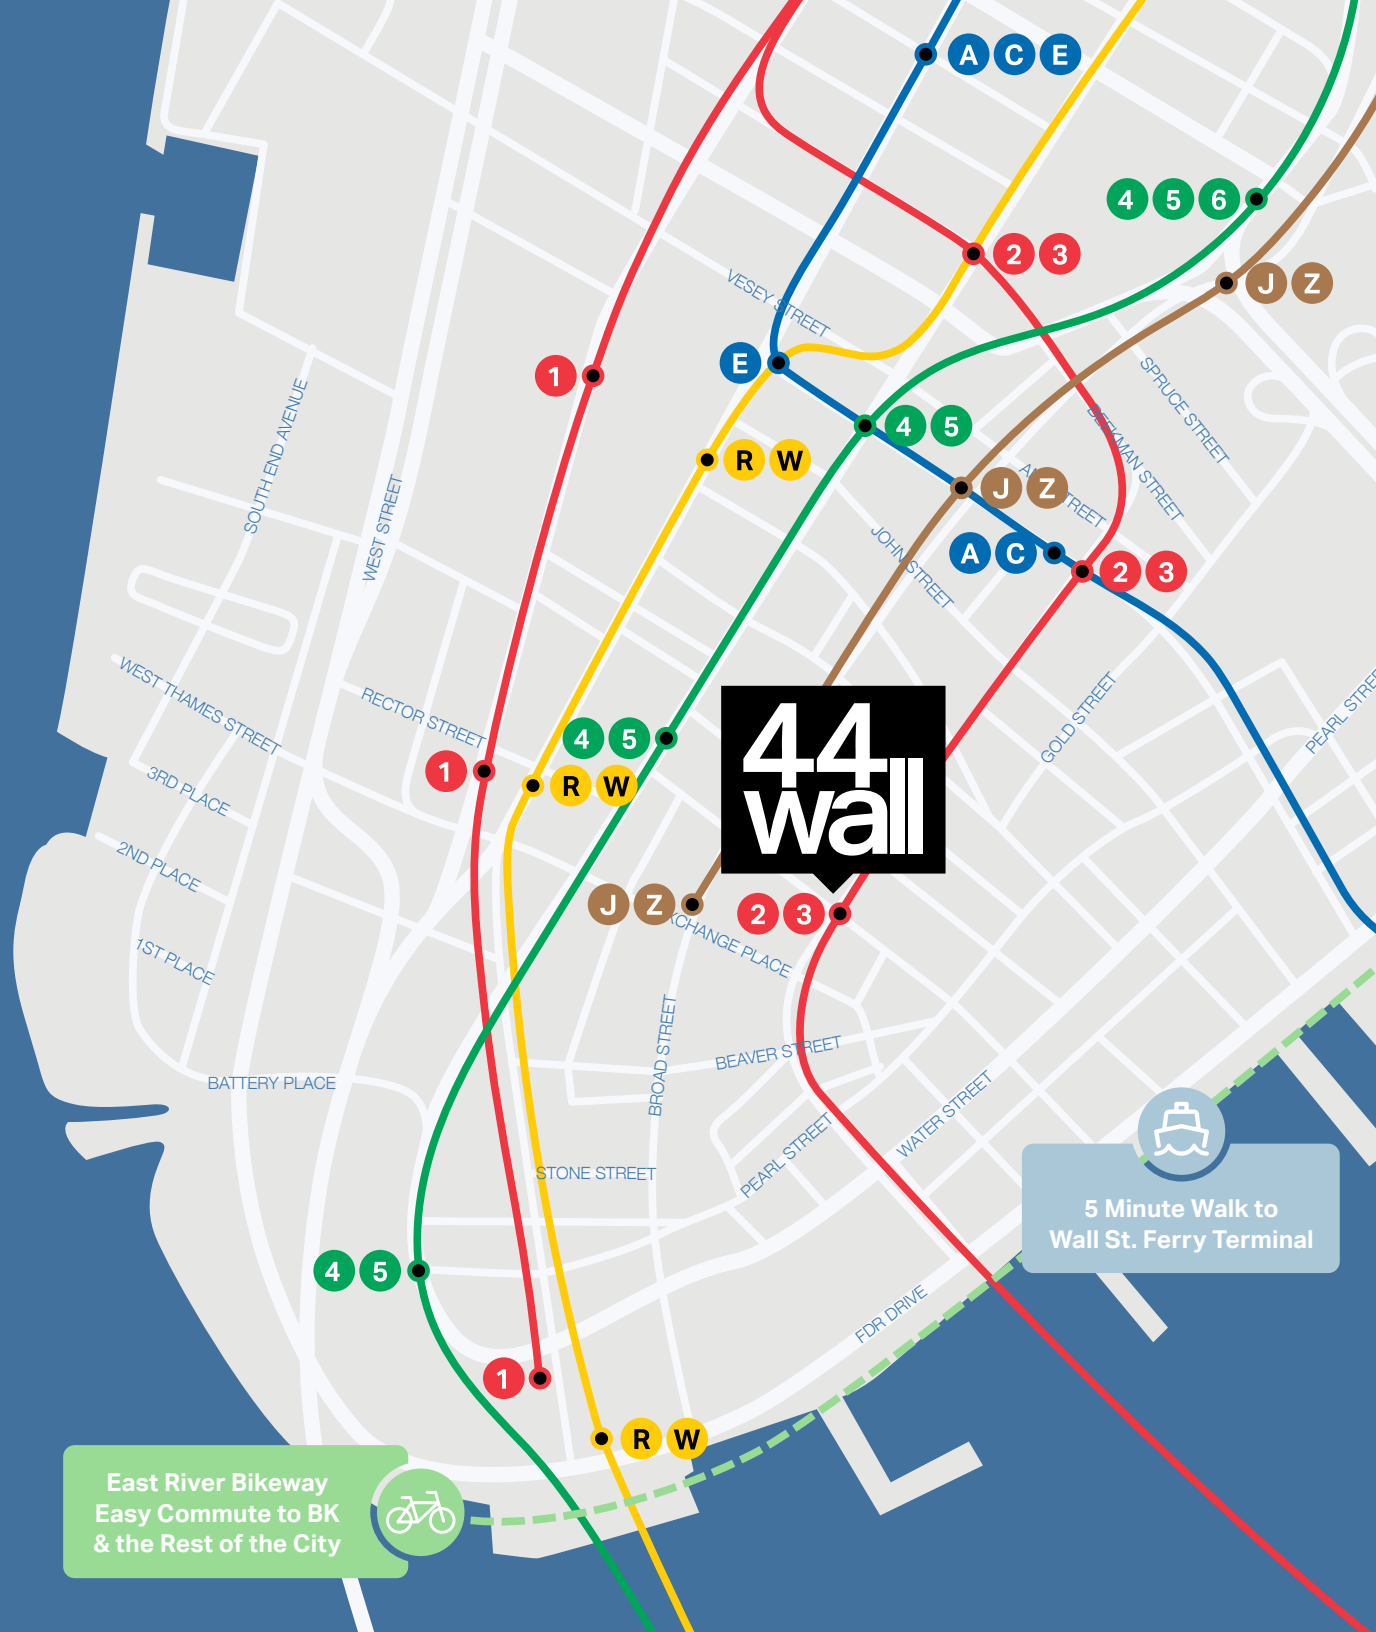 A C E
4 5 6
2 3
J Z
VESEY STREET
E
1
SPRUCE STREET
4 5
BEEKMAN STREET
SOUTH END AVENUE
R W
WEST STREET
J Z
STREET
JOHN STREET
A C
2 3
WEST THAMES STREET
RECTOR STREET
GOLD STREET
PEARL STREE
4 5
44
wall
1
R W
3RD PLACE
2ND PLACE
J Z
2 3
XCHANGE PLACE
1ST PLACE
BROAD STREET
BEAVER STREET
BATTERY PLACE
WATER STREET
PEARL STREET
STONE STREET
5 Minute Walk to
Wall St. Ferry Terminal
4 5
FDR DRIVE
1
R W
East River Bikeway
Easy Commute to BK
& the Rest of the City